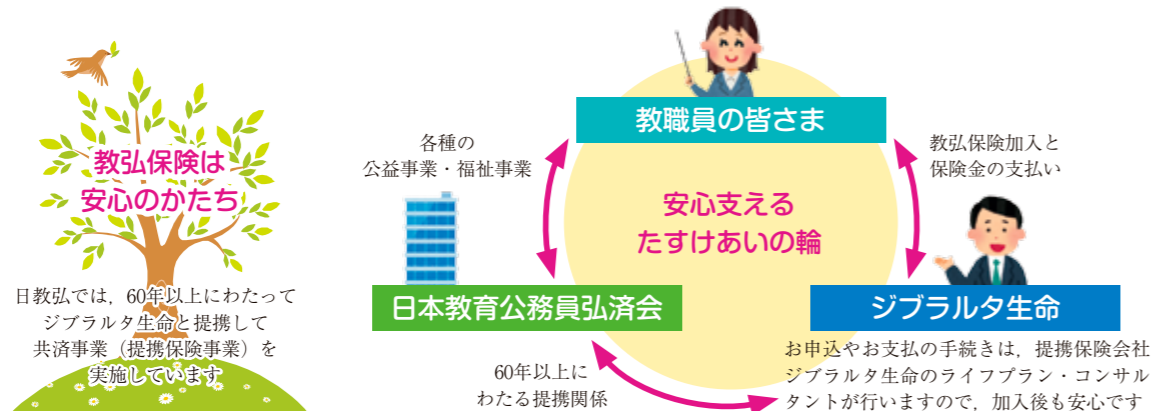 教弘保険は
安心のかたち
日教弘では，60年以上にわたって
ジブラルタ生命と提携して
共済事業（提携保険事業）を
実施しています
教職員の皆さま
各種の
公益事業・福祉事業
教弘保険加入と
保険金の支払い
安心支える
たすけあいの輪
日本教育公務員弘済会
ジブラルタ生命
60年以上に
わたる提携関係
お申込やお支払の手続きは，提携保険会社
ジブラルタ生命のライフプラン・コンサル
タントが行いますので，加入後も安心です